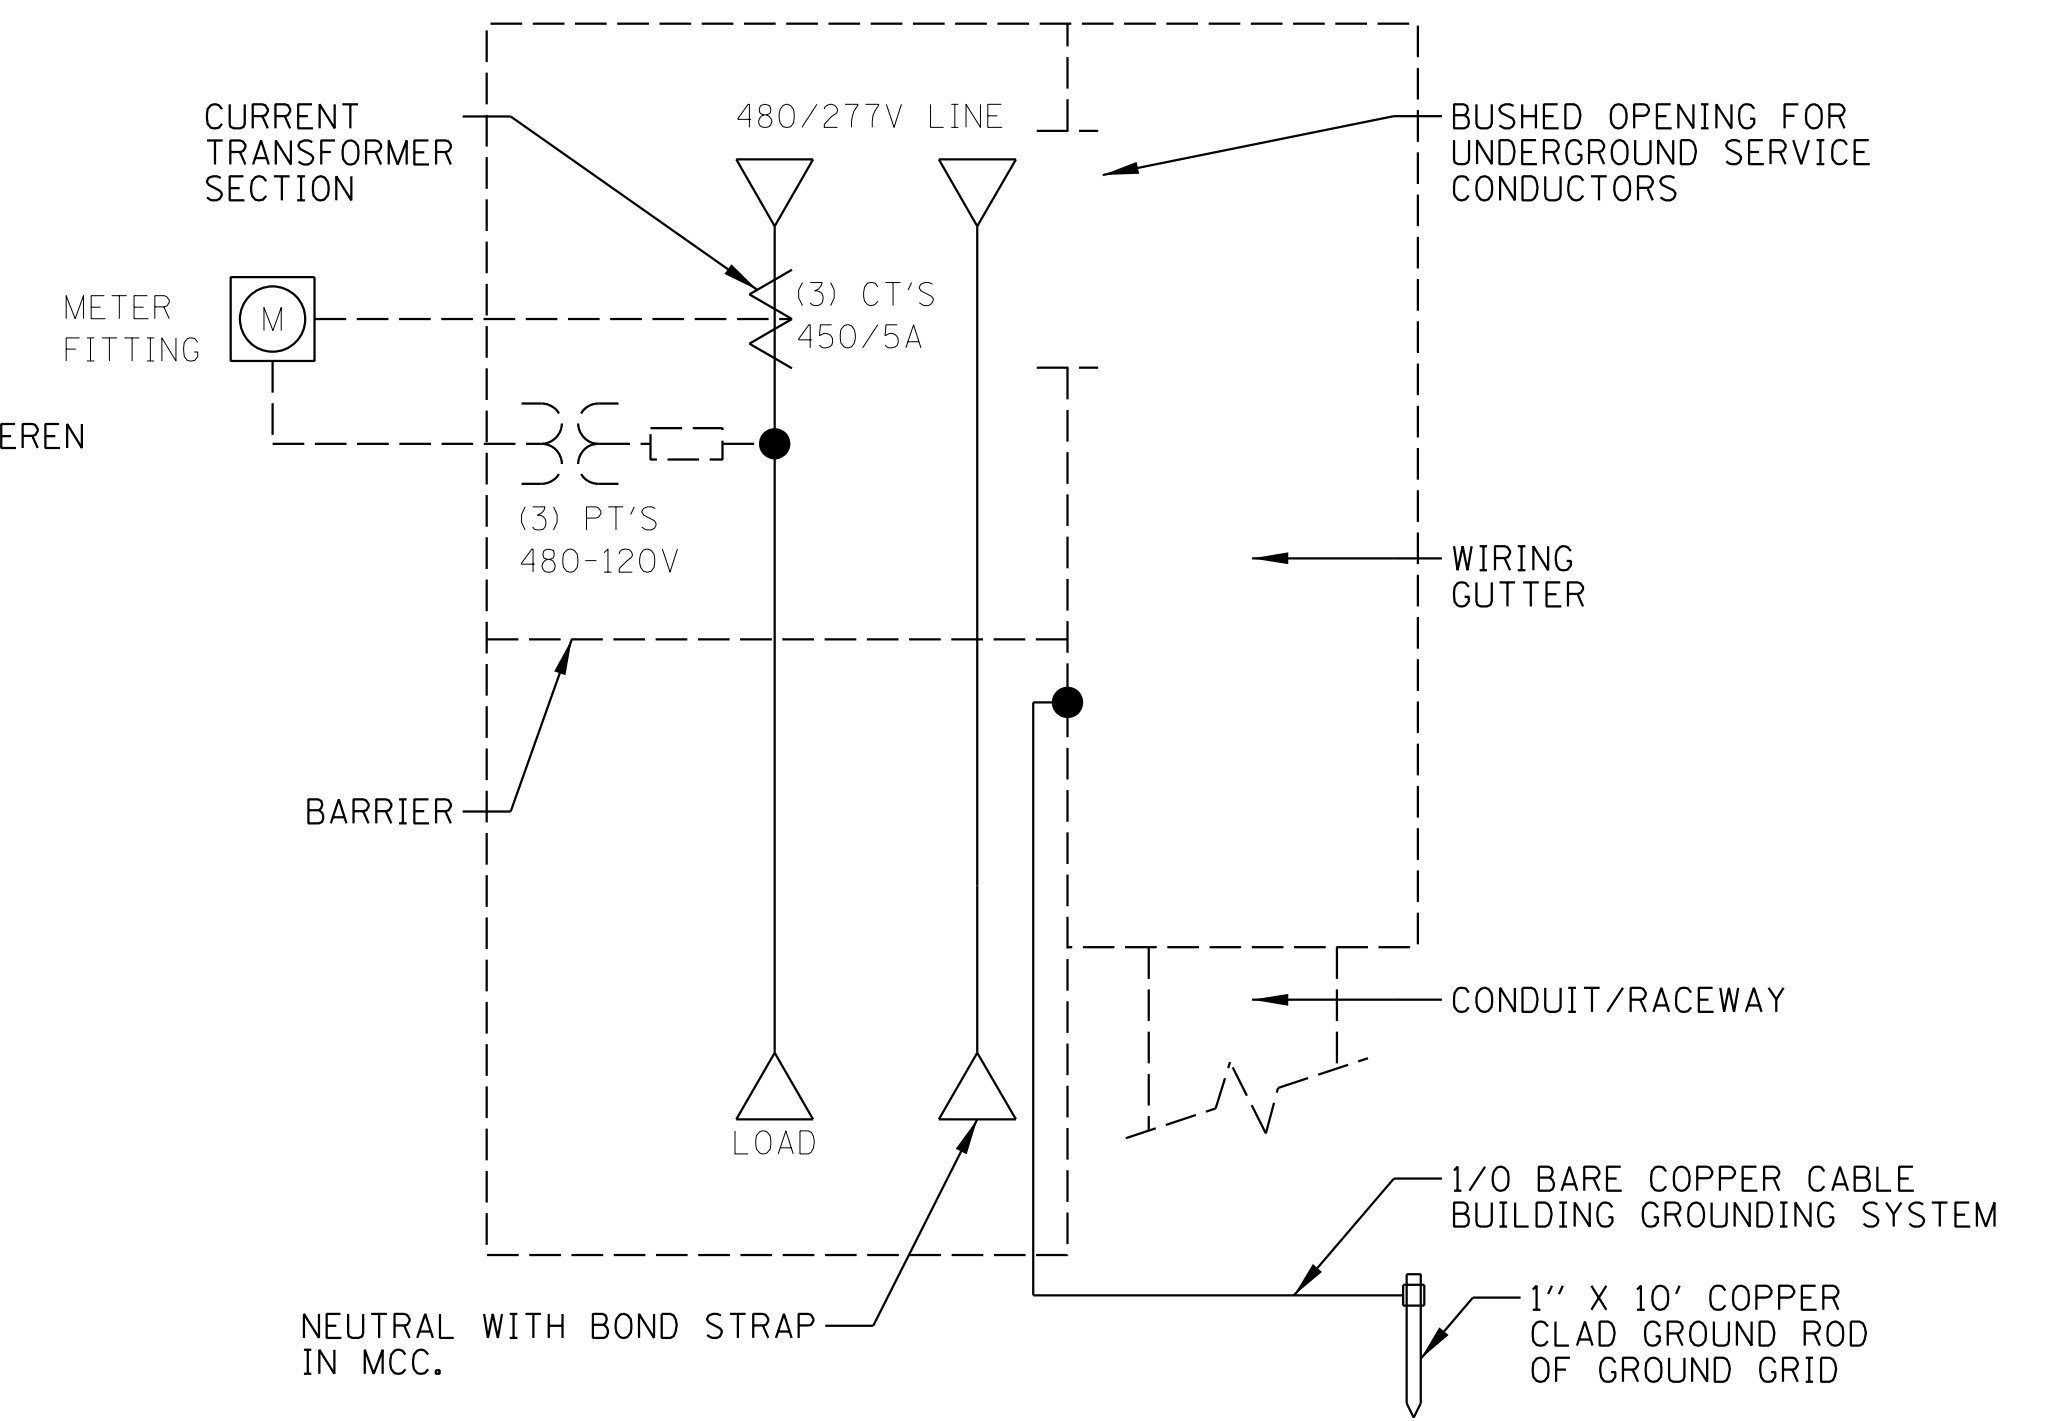 CURRENT
TRANSFORMER
SECTION
480/277V LINE
BUSHED OPENING FOR
UNDERGROUND SERVICE
CONDUCTORS
METER
FITTING
M
(3) CT'S
450/5A
EREN
(3) PT'S
480-120V
WIRING
GUTTER
BARRIER
CONDUIT/RACEWAY
LOAD
1/0 BARE COPPER CABLE
BUILDING GROUNDING SYSTEM
NEUTRAL WITH BOND STRAP
IN MCC.
1'' X 10' COPPER
CLAD GROUND ROD
OF GROUND GRID